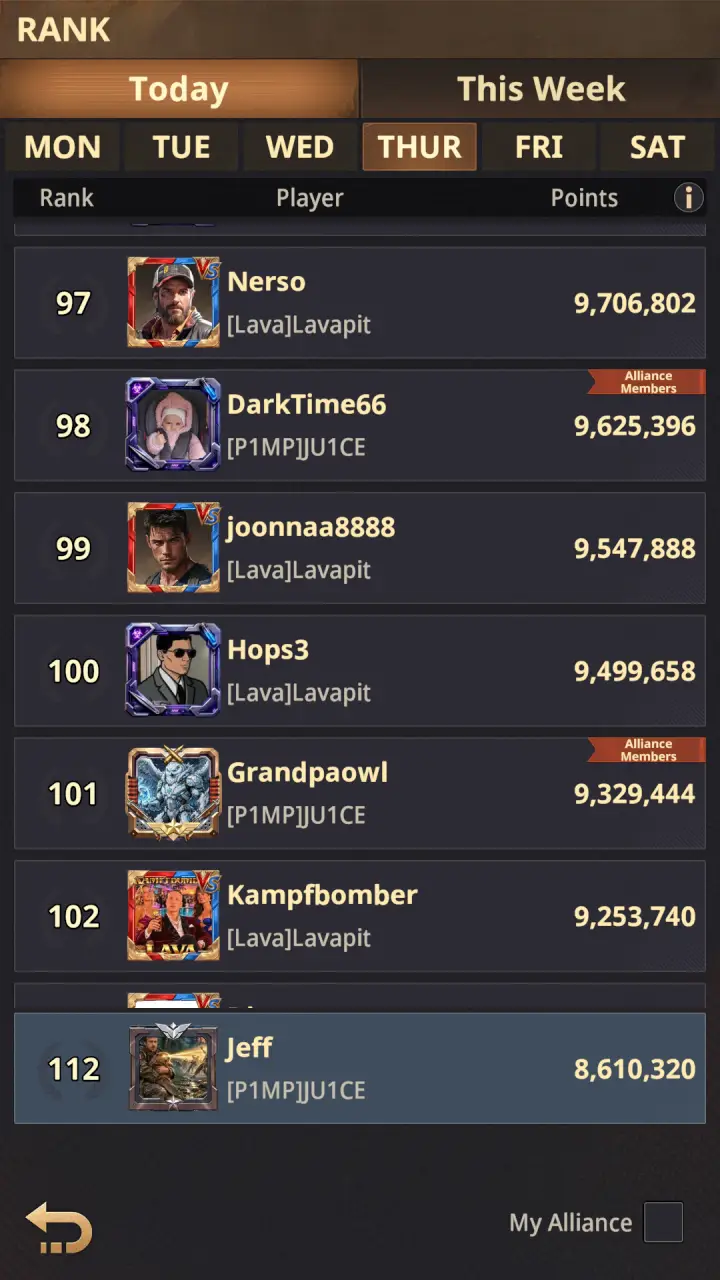 RANK
Today
This Week
MON TUE WED THUR FRI SAT
Rank Player Points
97
Nerso
[Lava]Lavapit
9,706,802
Alliance
Members
98
DarkTime66
[P1MP]JU1CE
9,625,396
99
joonnaa8888
[Lava]Lavapit
9,547,888
100
Hops3
[Lava]Lavapit
9,499,658
Alliance
Members
101
Grandpaowl
[P1MP]JU1CE
9,329,444
102
Kampfbomber
[Lava]Lavapit
9,253,740
112
Jeff
[P1MP]JU1CE
8,610,320
My Alliance